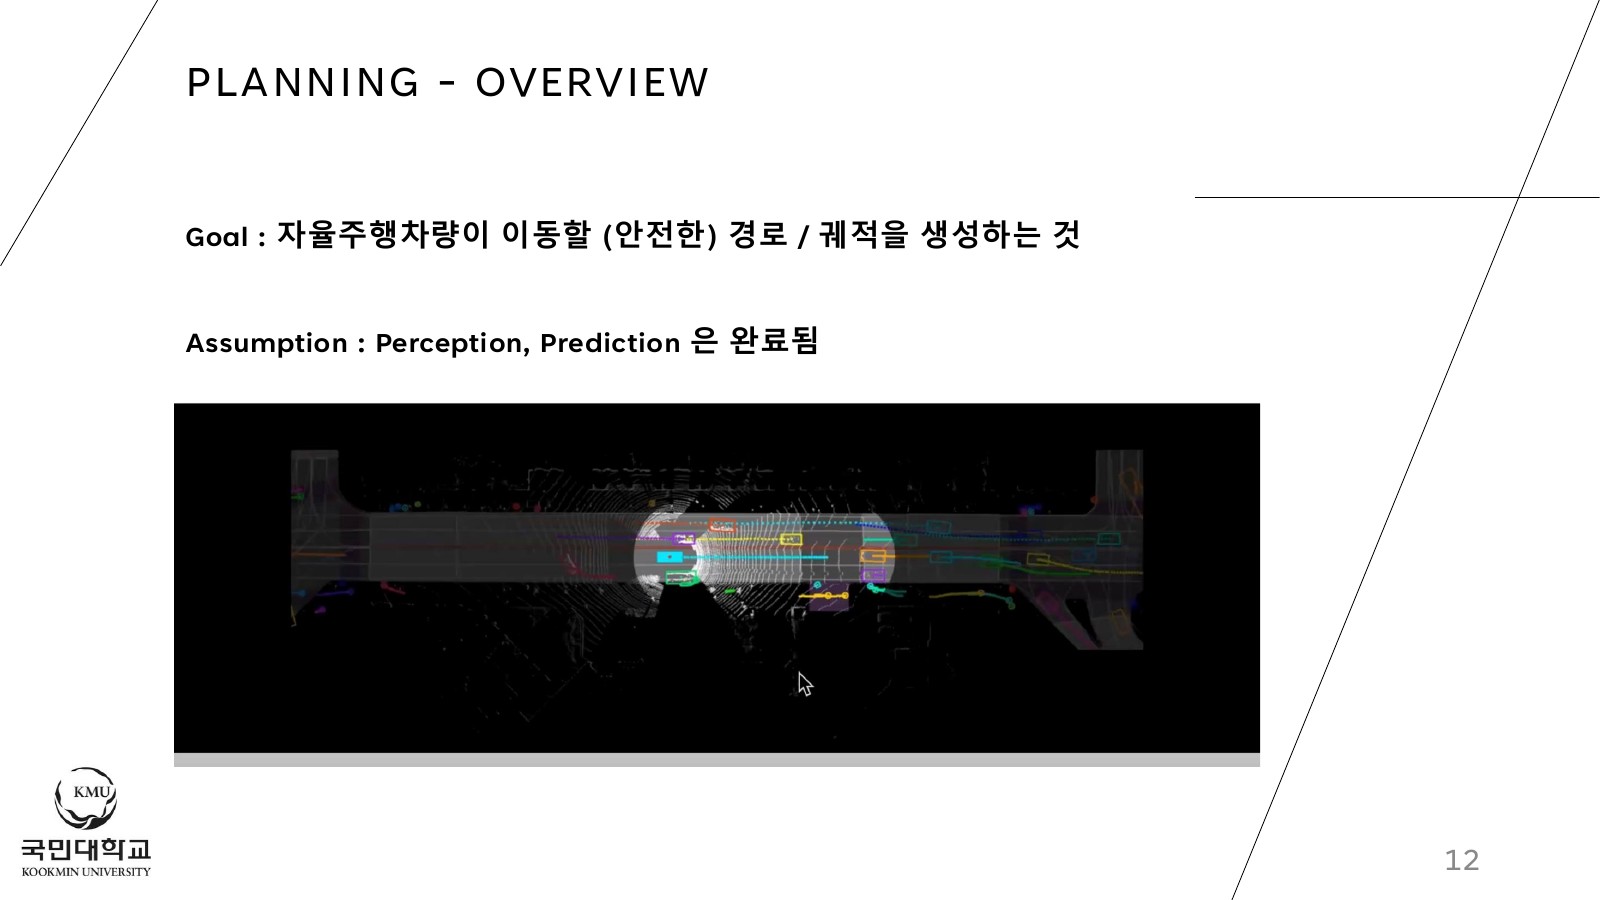 PLANNING - OVERVIEW
Goal : 자율주행차량이 이동할 (안전한) 경로 / 궤적을 생성하는 것
Assumption : Perception, Prediction 은 완료됨
KMU
국민대학교
KOOKMIN UNIVERSITY
12